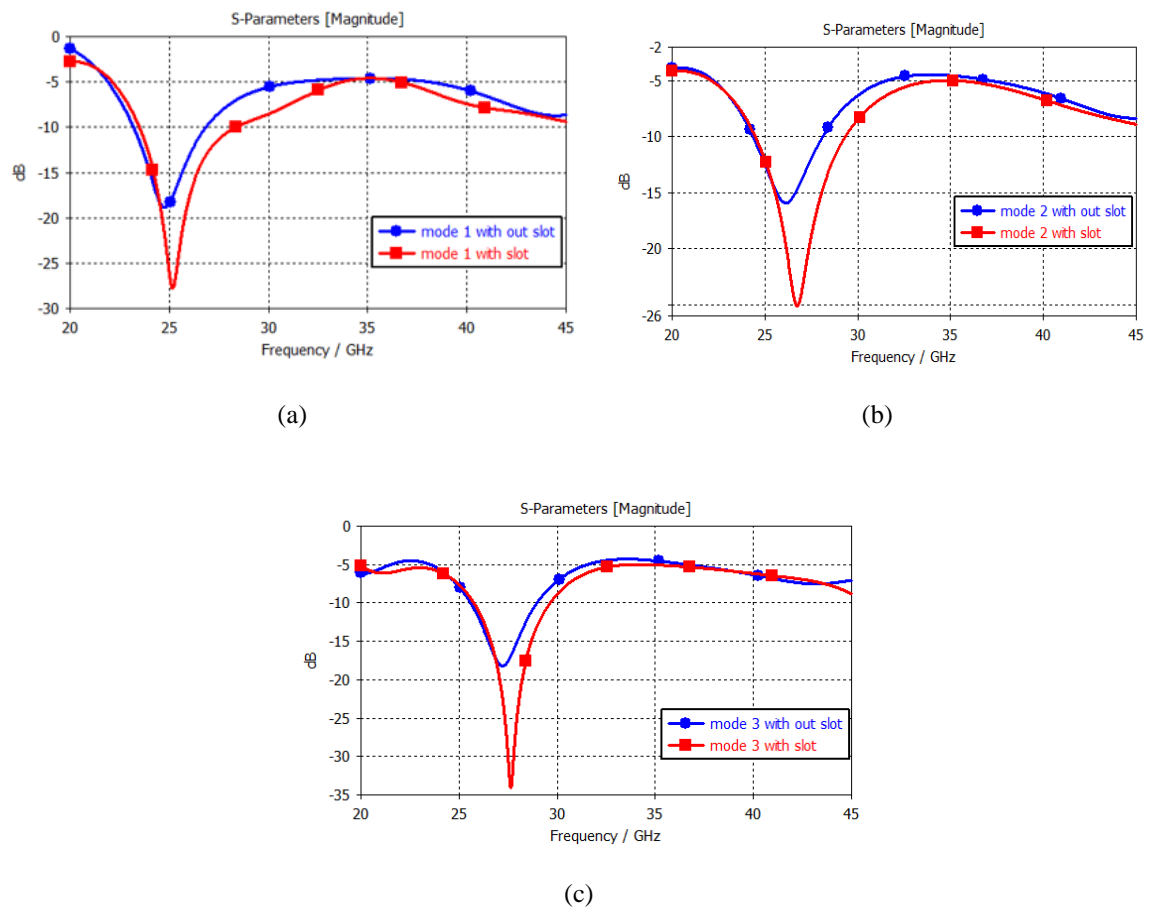 S-Parameters [Magnitude]
0
-5
-10
-15
-20
-25
-30
dB
mode 1 with out slot
mode 1 with slot
20 25 30 35 40 45
Frequency / GHz
(a)
S-Parameters [Magnitude]
-2
-5
-10
-15
-20
-26
dB
mode 2 with out slot
mode 2 with slot
20 25 30 35 40 45
Frequency / GHz
(b)
S-Parameters [Magnitude]
0
-5
-10
-15
-20
-25
-30
-35
dB
mode 3 with out slot
mode 3 with slot
20 25 30 35 40 45
Frequency / GHz
(c)